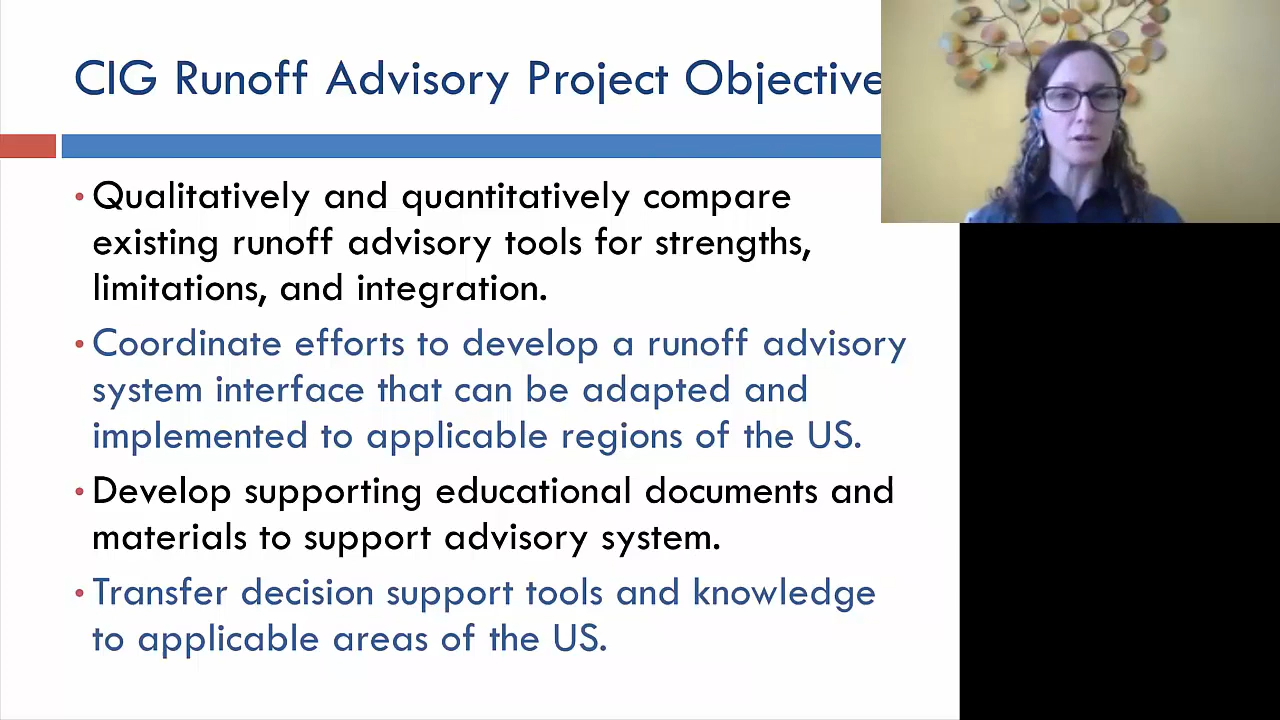 CIG Runoff Advisory Project Objective
• Qualitatively and quantitatively compare
existing runoff advisory tools for strengths,
limitations, and integration.
• Coordinate efforts to develop a runoff advisory
system interface that can be adapted and
implemented to applicable regions of the US.
• Develop supporting educational documents and
materials to support advisory system.
• Transfer decision support tools and knowledge
to applicable areas of the US.